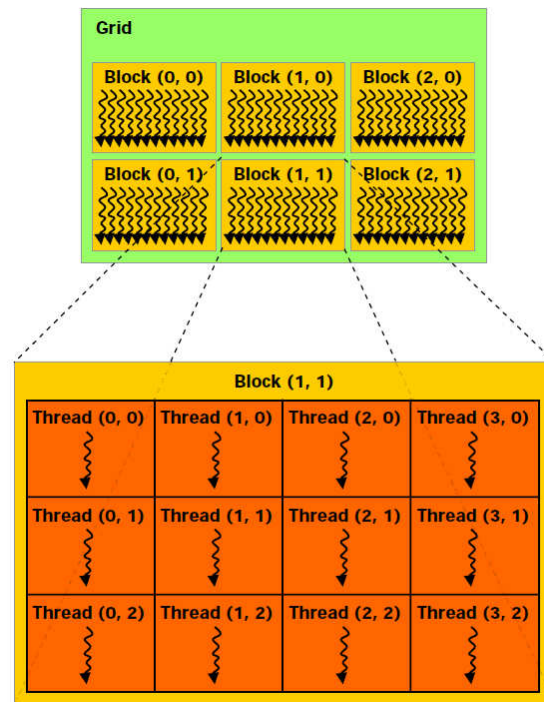 Grid
Block (0, 0) Block (1, 0) Block (2, 0)
Block (0, 1) Block (1, 1) Block (2, 1)
Block (1, 1)
Thread (0, 0) Thread (1, 0) Thread (2, 0) Thread (3, 0)
Thread (0, 1) Thread (1, 1) Thread (2, 1) Thread (3, 1)
Thread (0, 2) Thread (1, 2) Thread (2, 2) Thread (3, 2)